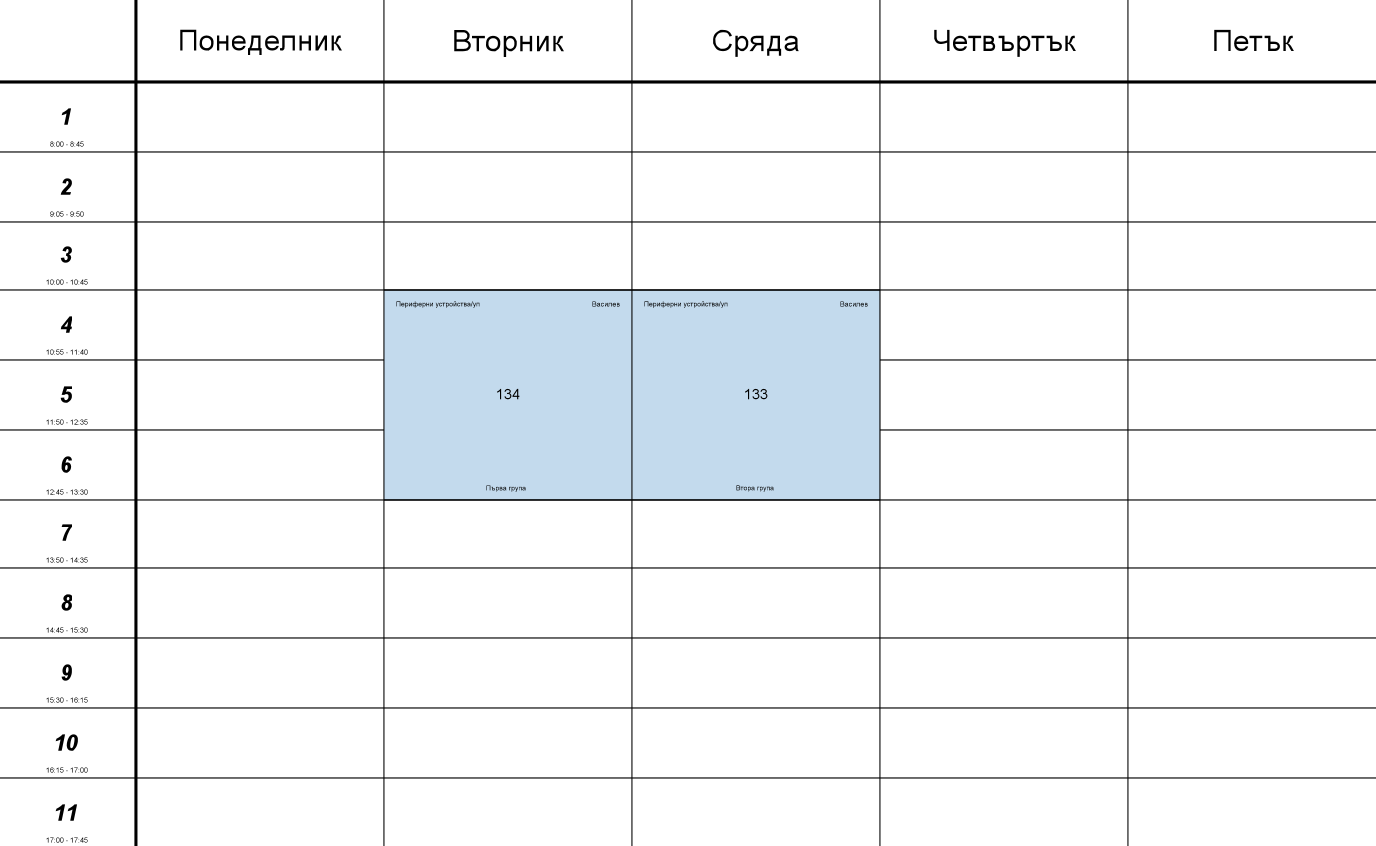 Понеделник Вторник Сряда Четвъртък Петък
1
8:00 - 8:45
2
9:05 - 9:50
3
10:00 - 10:45
Периферни устройства/уп Василев Периферни устройства/уп Василев
4
10:55 - 11:40
5 134 133
11:50 - 12:35
6
12:45 - 13:30 Първа група Втора група
7
13:50 - 14:35
8
14:45 - 15:30
9
15:30 - 16:15
10
16:15 - 17:00
11
17:00 - 17:45